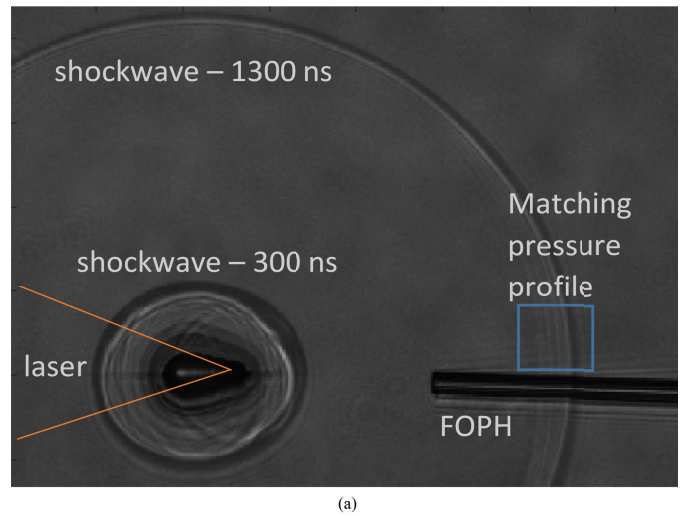 shockwave – 1300 ns
Matching
pressure
profile
shockwave – 300 ns
laser
FOPH
(a)